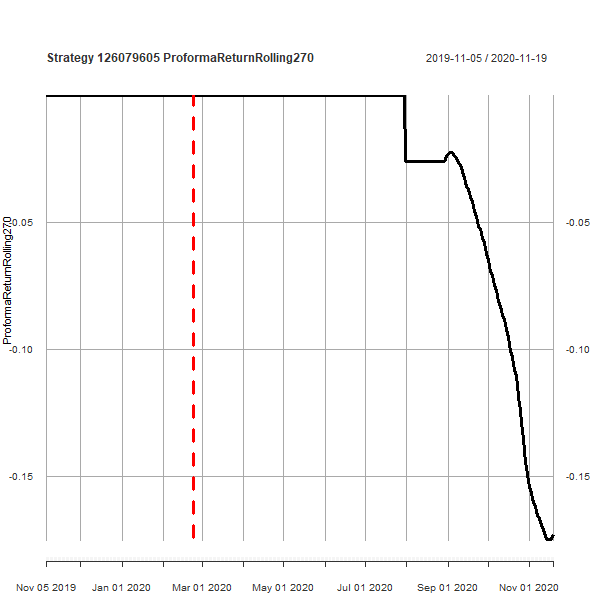 Strategy 126079605 ProformaReturnRolling270
2019-11-05 / 2020-11-19
ProformaReturnRolling270
-0.05
-0.05
-0.10
-0.10
-0.15
-0.15
Nov 05 2019
Jan 01 2020
Mar 01 2020
May 01 2020
Jul 01 2020
Sep 01 2020
Nov 01 2020